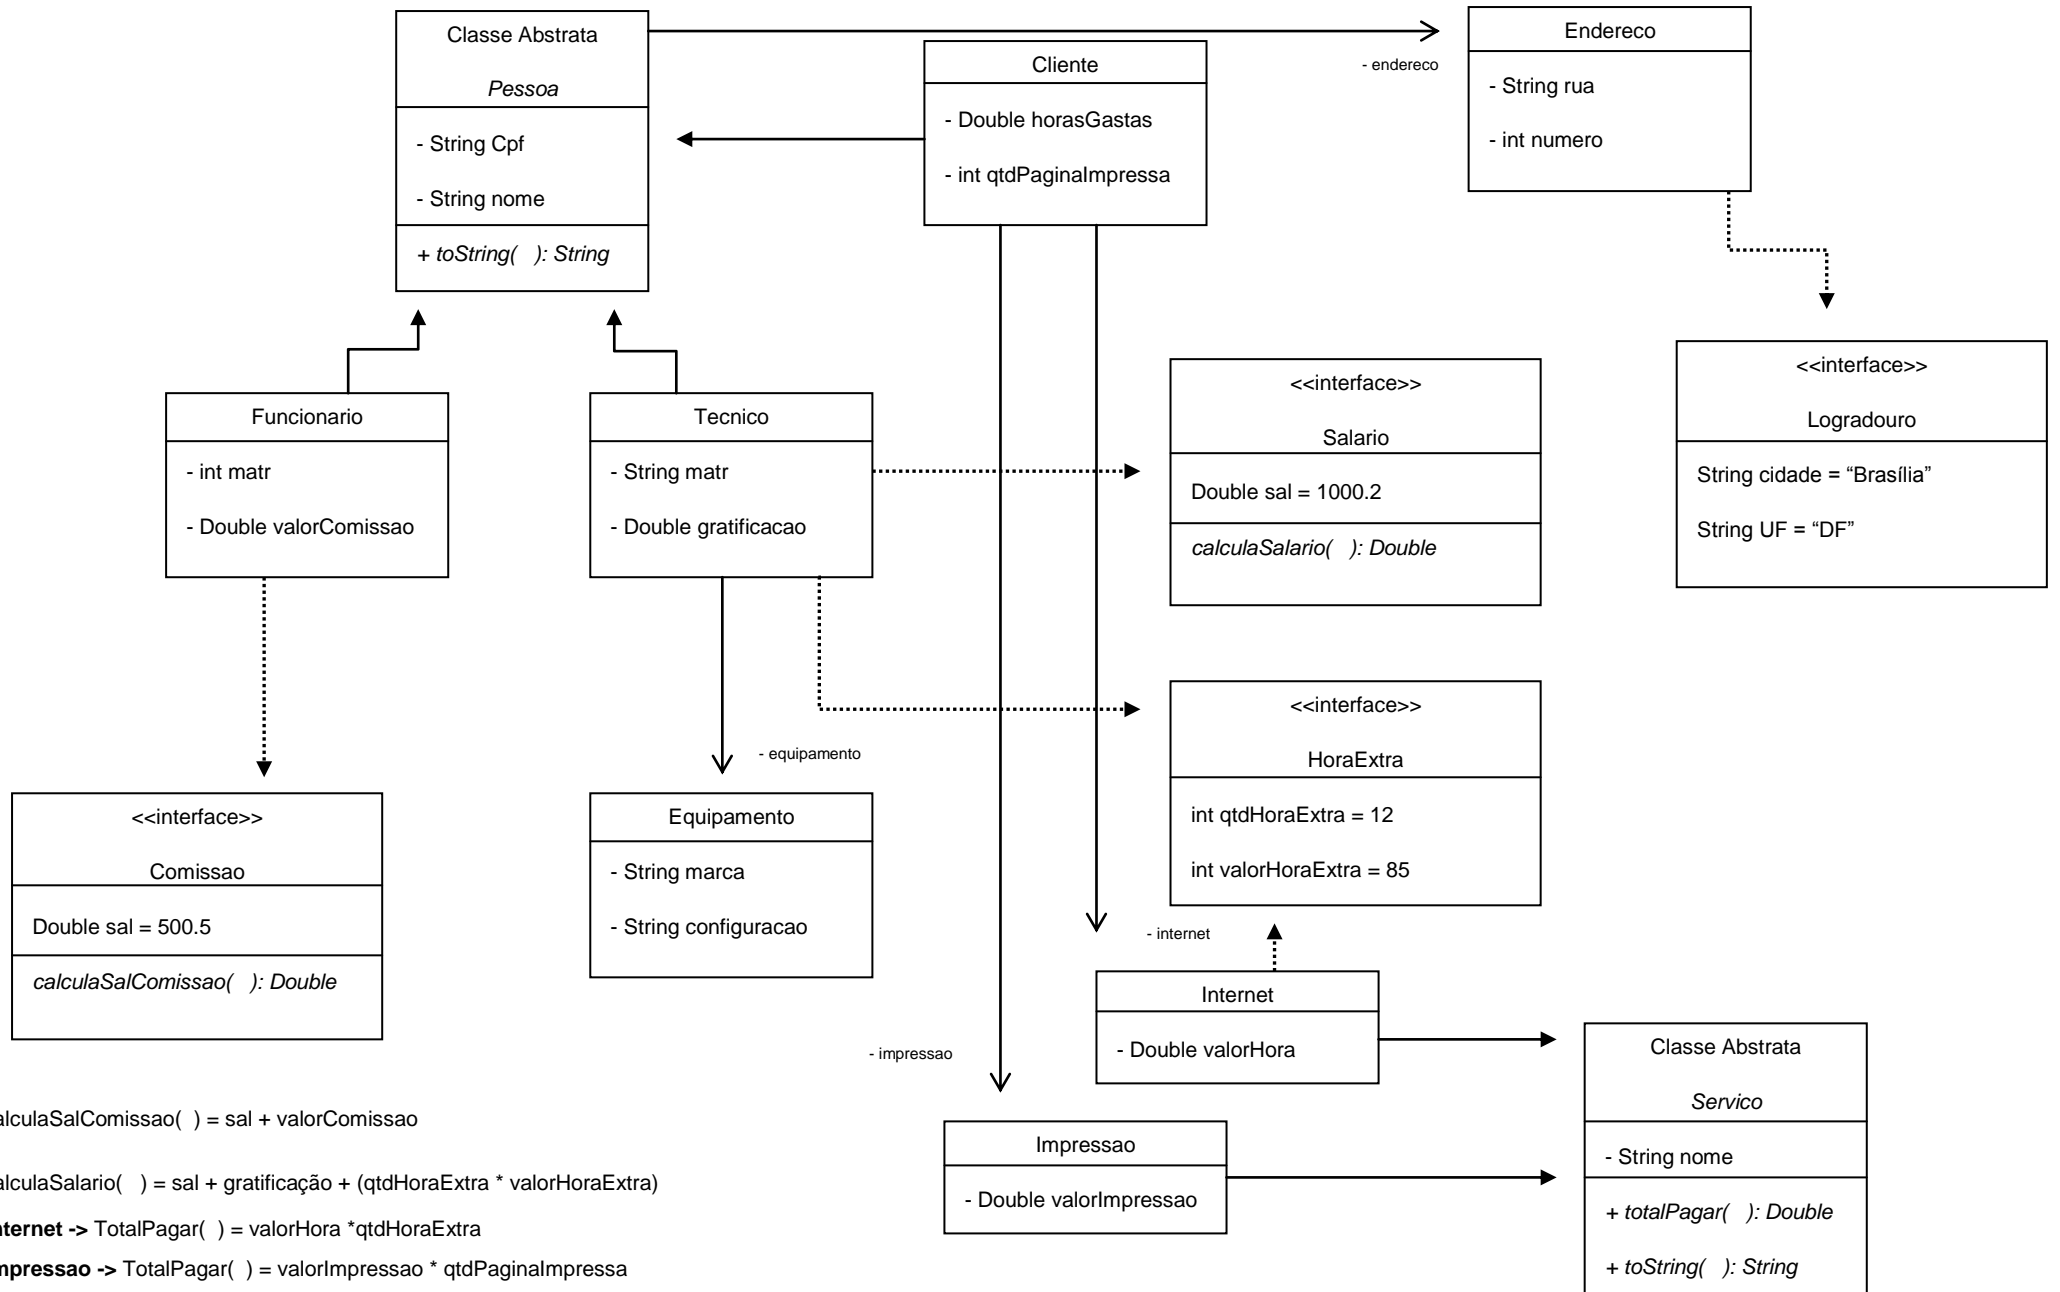 Classe Abstrata
Pessoa
- String Cpf
- String nome
+ toString(   ): String
Cliente
- Double horasGastas
- int qtdPaginaImpressa
- endereco
Endereco
- String rua
- int numero
Funcionario
- int matr
- Double valorComissao
Tecnico
- String matr
- Double gratificacao
<<interface>>
Salario
Double sal = 1000.2
calculaSalario(   ): Double
<<interface>>
Logradouro
String cidade = “Brasília”
String UF = “DF”
<<interface>>
HoraExtra
int qtdHoraExtra = 12
int valorHoraExtra = 85
- equipamento
<<interface>>
Comissao
Double sal = 500.5
calculaSalComissao(   ): Double
Equipamento
- String marca
- String configuracao
- internet
Internet
- Double valorHora
- impressao
Impressao
- Double valorImpressao
Classe Abstrata
Servico
- String nome
+ totalPagar(   ): Double
+ toString(   ): String
alculaSalComissao(  ) = sal + valorComissao
alculaSalario(   ) = sal + gratificação + (qtdHoraExtra * valorHoraExtra)
nternet -> TotalPagar(  ) = valorHora *qtdHoraExtra
mpressao -> TotalPagar(  ) = valorImpressao * qtdPaginaImpressa